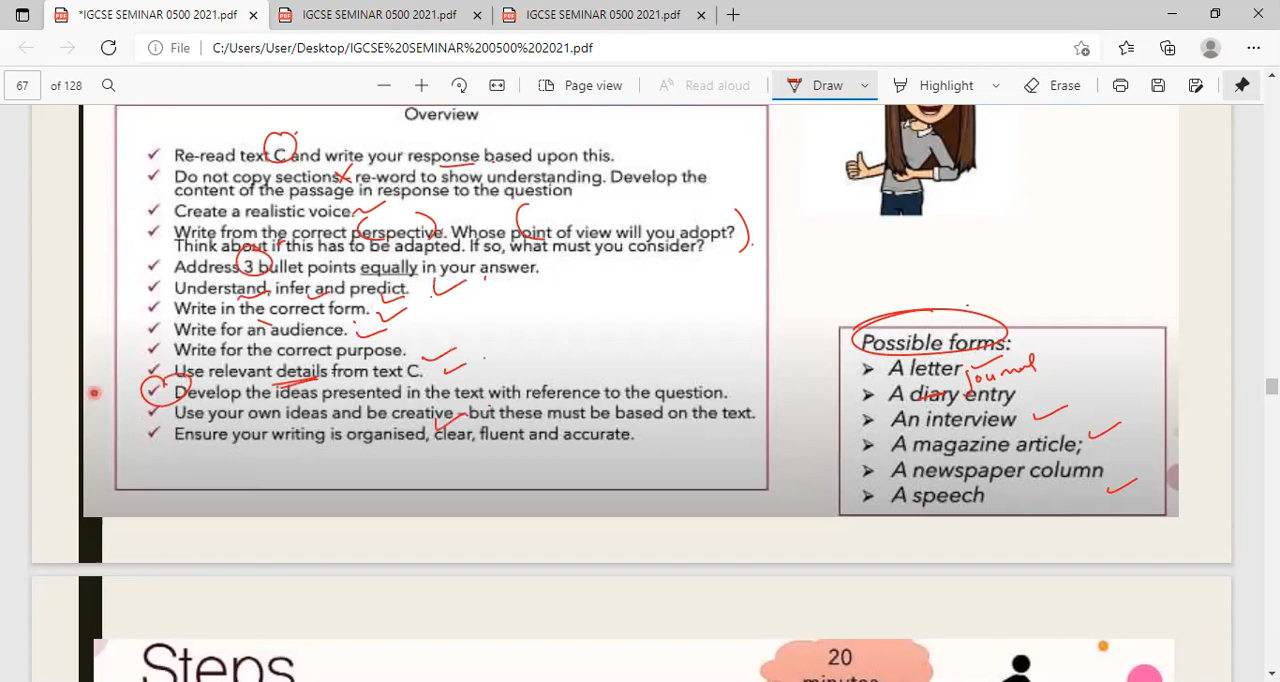 *IGCSE SEMINAR 0500 2021.pdf
IGCSE SEMINAR 0500 2021.pdf
IGCSE SEMINAR 0500 2021.pdf
File
C:/Users/User/Desktop/IGCSE%20SEMINAR%200500%202021.pdf
67 of 128
Page view
Read aloud
Draw
Highlight
Erase
Overview
✓ Re-read text C and write your response based upon this.
✓ Do not copy sections, re-word to show understanding. Develop the
content of the passage in response to the question
✓ Create a realistic voice.
✓ Write from the correct perspective. Whose point of view will you adopt?
Think about if this has to be adapted. If so, what must you consider?
✓ Address 3 bullet points equally in your answer.
✓ Understand, infer and predict.
✓ Write in the correct form.
✓ Write for an audience.
✓ Write for the correct purpose.
✓ Use relevant details from text C.
✓ Develop the ideas presented in the text with reference to the question.
✓ Use your own ideas and be creative – but these must be based on the text.
✓ Ensure your writing is organised, clear, fluent and accurate.
Possible forms:
➢ A letter
Journal
➢ A diary entry
➢ An interview
➢ A magazine article;
➢ A newspaper column
➢ A speech
Steps
20
minutes